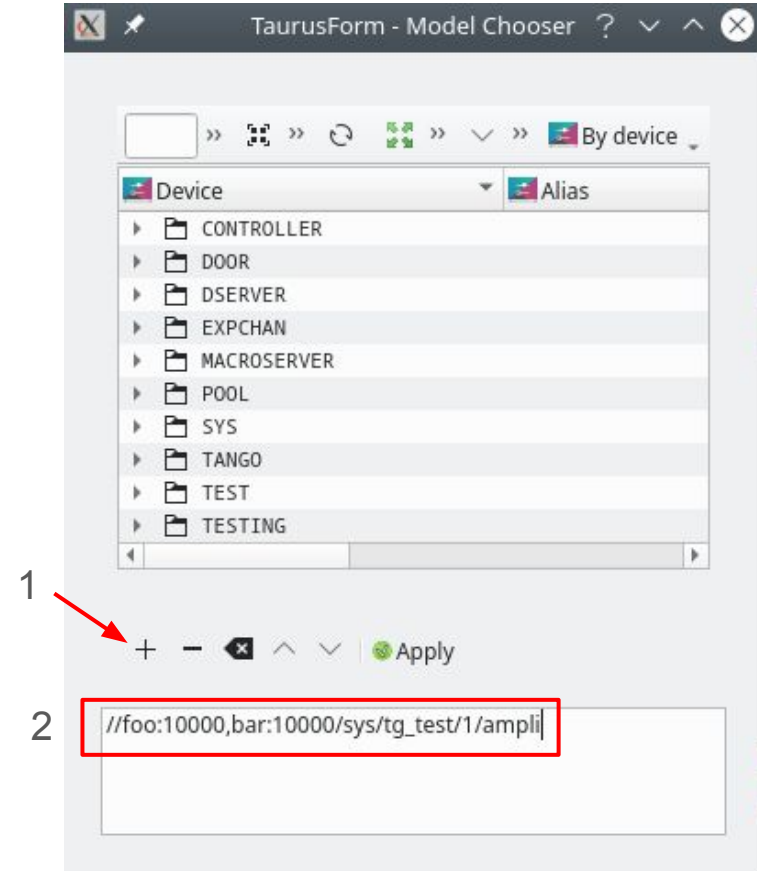 TaurusForm - Model Chooser
By device
Device Alias
CONTROLLER
DOOR
DSERVER
EXPCHAN
MACROSERVER
POOL
SYS
TANGO
TEST
TESTING
1
Apply
2
//foo:10000,bar:10000/sys/tg_test/1/ampli